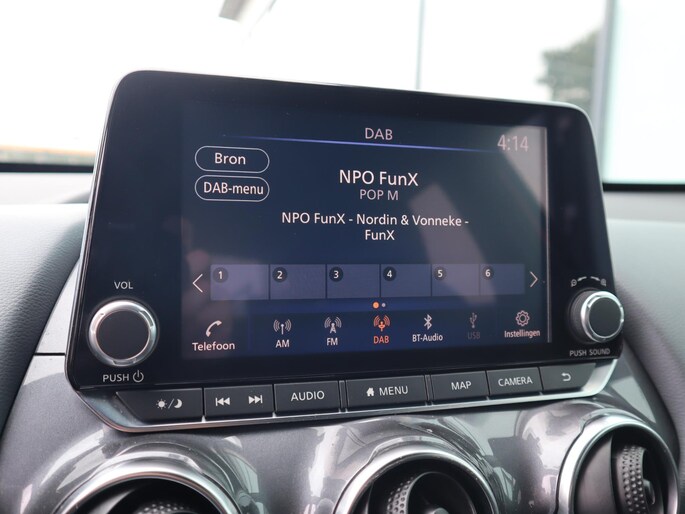 DAB
4:14
Bron
DAB-menu
NPO FunX
POP M
NPO FunX - Nordin & Vonneke -
FunX
1 2 3 4 5 6
Telefoon
AM
FM
DAB
BT-Audio
USB
Instellingen
VOL
PUSH
PUSH SOUND
AUDIO
MENU
MAP
CAMERA